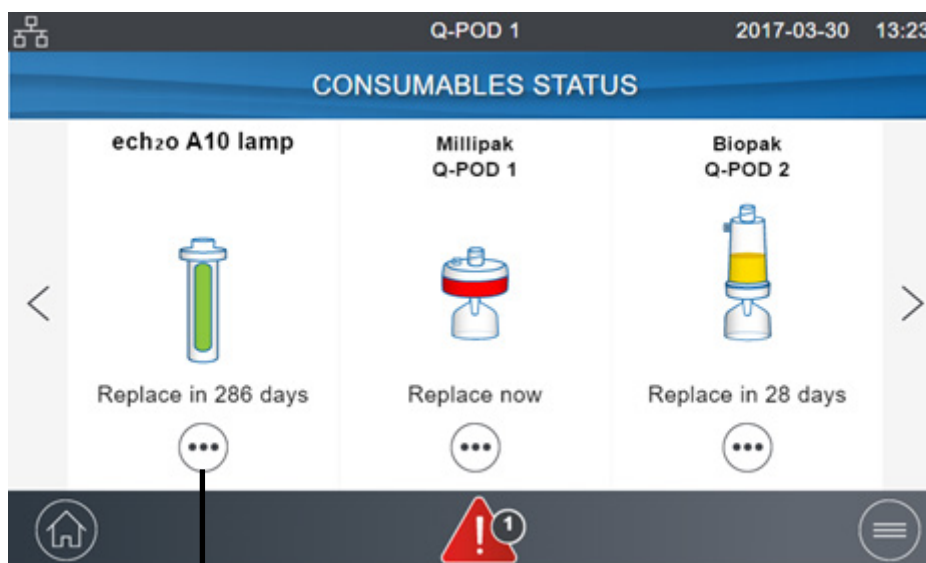 Q-POD 1 2017-03-30 13:23
CONSUMABLES STATUS
ech2o A10 lamp
Replace in 286 days
Millipak
Q-POD 1
Replace now
Biopak
Q-POD 2
Replace in 28 days
1